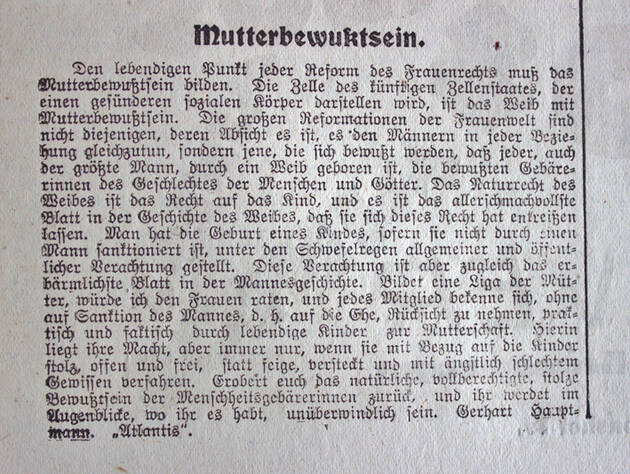 Mutterbewußtsein.
Den lebendigen Punkt jeder Reform des Frauenrechts muß das
Mutterbewußtsein bilden. Die Zelle des künftigen Zellenstaates, der
einen gesünderen sozialen Körper darstellen wird, ist das Weib mit
Mutterbewußtsein. Die großen Reformationen der Frauenwelt sind
nicht diejenigen, deren Absicht es ist, es den Männern in jeder Bezie-
hung gleichzutun, sondern jene, die sich bewußt werden, daß jeder, auch
der größte Mann, durch ein Weib geboren ist, die bewußten Gebäre-
rinnen des Geschlechtes der Menschen und Götter. Das Naturrecht des
Weibes ist das Recht auf das Kind, und es ist das allerschmachvollste
Blatt in der Geschichte des Weibes, daß sie sich dieses Recht hat entreißen
lassen. Man hat die Geburt eines Kindes, sofern sie nicht durch einen
Mann sanktioniert ist, unter den Schwefelregen allgemeiner und öffent-
licher Verachtung gestellt. Diese Verachtung ist aber zugleich das er-
bärmlichste Blatt in der Mannesgeschichte. Bildet eine Liga der Müt-
ter, würde ich den Frauen raten, und jedes Mitglied bekenne sich, ohne
auf Sanktion des Mannes, d. h. auf die Ehe, Rücksicht zu nehmen, prak-
tisch und faktisch durch lebendige Kinder zur Mutterschaft. Hierin
liegt ihre Macht, aber immer nur, wenn sie mit Bezug auf die Kinder
stolz, offen und frei, statt feige, versteckt und mit ängstlich schlechtem
Gewissen verfahren. Erobert euch das natürliche, vollberechtigte, stolze
Bewußtsein der Menschheitsgebärerinnen zurück, und ihr werdet im
Augenblicke, wo ihr es habt, unüberwindlich sein. Gerhart Haupt-
mann. „Atlantis".